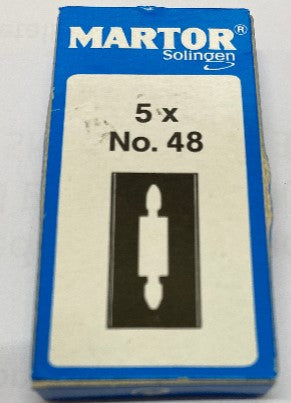 MARTOR®
Solingen
5 x
No. 48